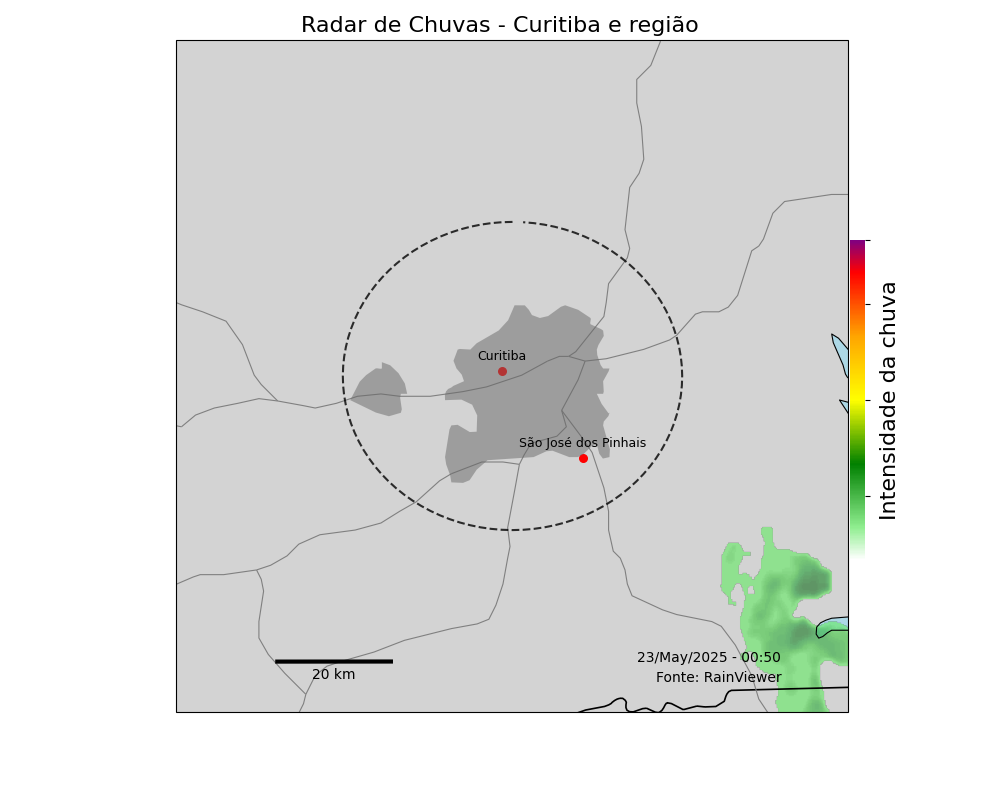 Radar de Chuvas - Curitiba e região
Curitiba
São José dos Pinhais
Intensidade da chuva
23/May/2025 - 00:50
Fonte: RainViewer
20 km